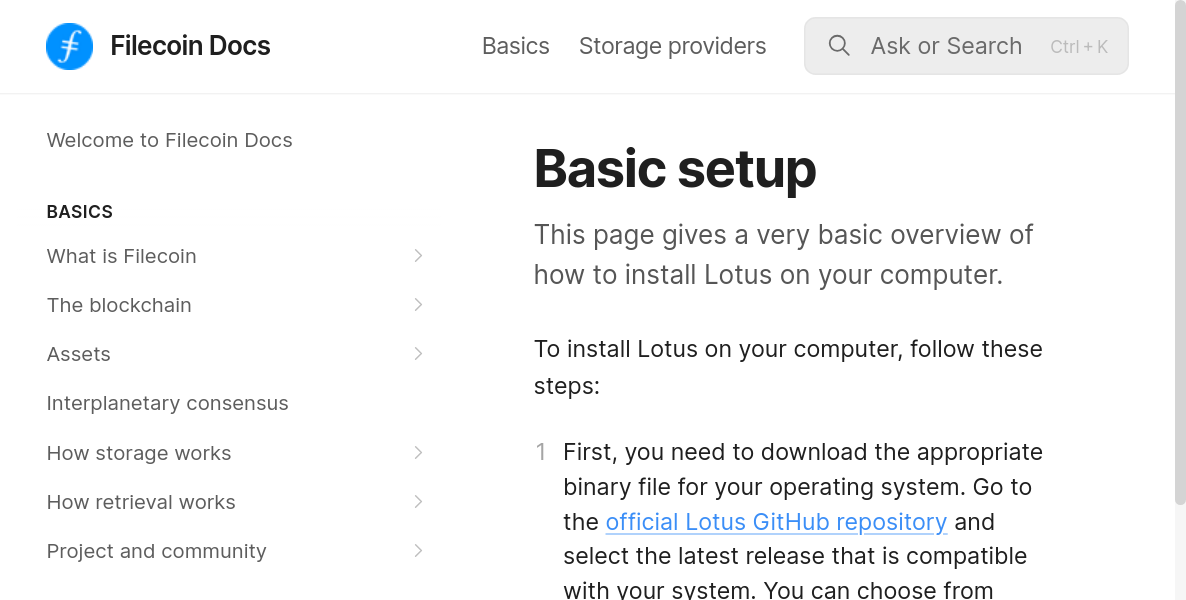 Filecoin Docs
Basics
Storage providers
Ask or Search
Ctrl + K
Welcome to Filecoin Docs
BASICS
What is Filecoin
The blockchain
Assets
Interplanetary consensus
How storage works
How retrieval works
Project and community
Basic setup
This page gives a very basic overview of
how to install Lotus on your computer.
To install Lotus on your computer, follow these
steps:
1 First, you need to download the appropriate
binary file for your operating system. Go to
the official Lotus GitHub repository and
select the latest release that is compatible
with your system. You can choose from